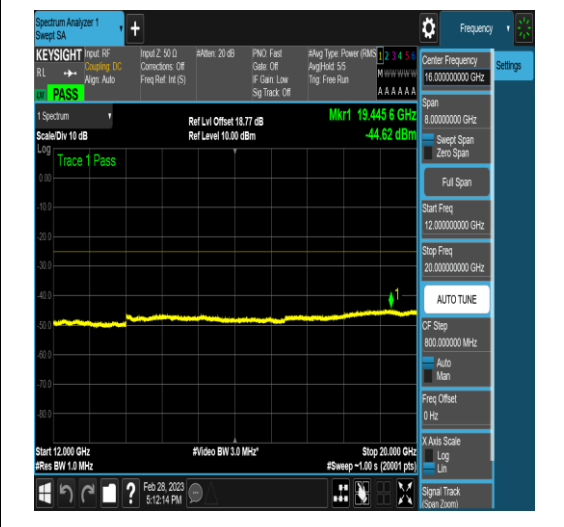 Spectrum Analyzer 1
Swept SA
Frequency
KEYSIGHT
RL
Input: RF
Coupling: DC
Align: Auto
Input Z: 50 Ω
Corrections: Off
Freq Ref: Int (S)
#Atten: 20 dB
PNO: Fast
Gate: Off
IF Gain: Low
Sig Track: Off
#Avg Type: Power (RMS
Avg|Hold: 5/5
Trig: Free Run
1 2 3 4 5 6
M w w w w w
A A A A A A
PASS
1 Spectrum
Scale/Div 10 dB
Ref Lvl Offset 18.77 dB
Ref Level 10.00 dBm
Mkr1 19.445 6 GHz
-44.62 dBm
Log
Trace 1 Pass
0.00
-10.0
-20.0
-30.0
-40.0
-50.0
-60.0
-70.0
-80.0
1
Start 12.000 GHz
#Res BW 1.0 MHz
#Video BW 3.0 MHz*
Stop 20.000 GHz
#Sweep ~1.00 s (20001 pts)
Center Frequency
16.000000000 GHz
Settings
Span
8.00000000 GHz
Swept Span
Zero Span
Full Span
Start Freq
12.000000000 GHz
Stop Freq
20.000000000 GHz
AUTO TUNE
CF Step
800.000000 MHz
Auto
Man
Freq Offset
0 Hz
X Axis Scale
Log
Lin
Signal Track
(Span Zoom)
?
Feb 28, 2023
5:12:14 PM